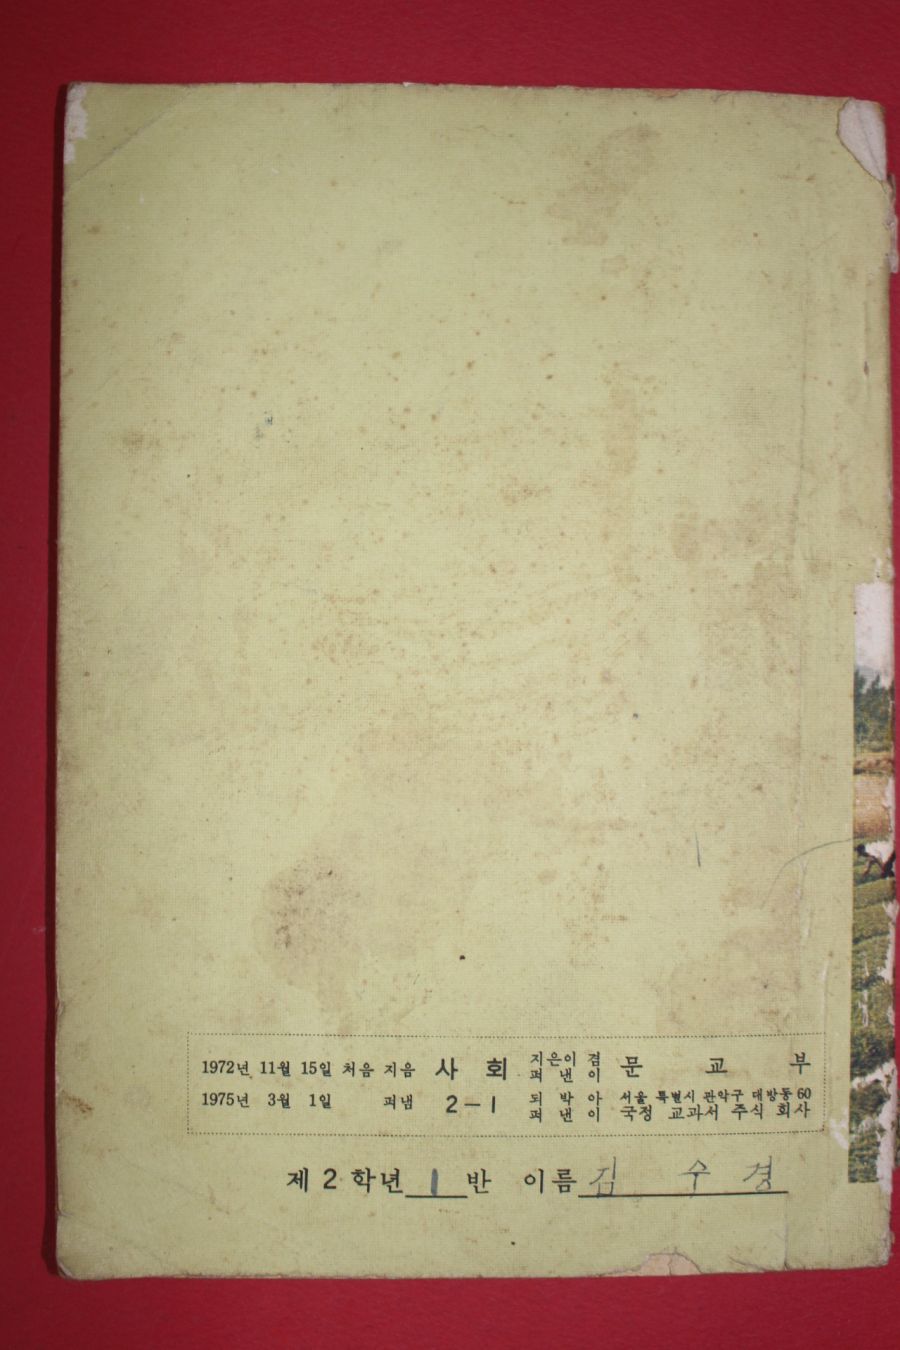 1972년 11월 15일 처음 지음 사 회 지은이 겸 문 교 부
펴 낸 이
1975년 3월 1일 펴냄 2-1 되 박 아 서울 특별시 관악구 대방동 60
펴 낸 이 국정 교과서 주식 회사
제 2 학년 1 반 이름 김 수 경